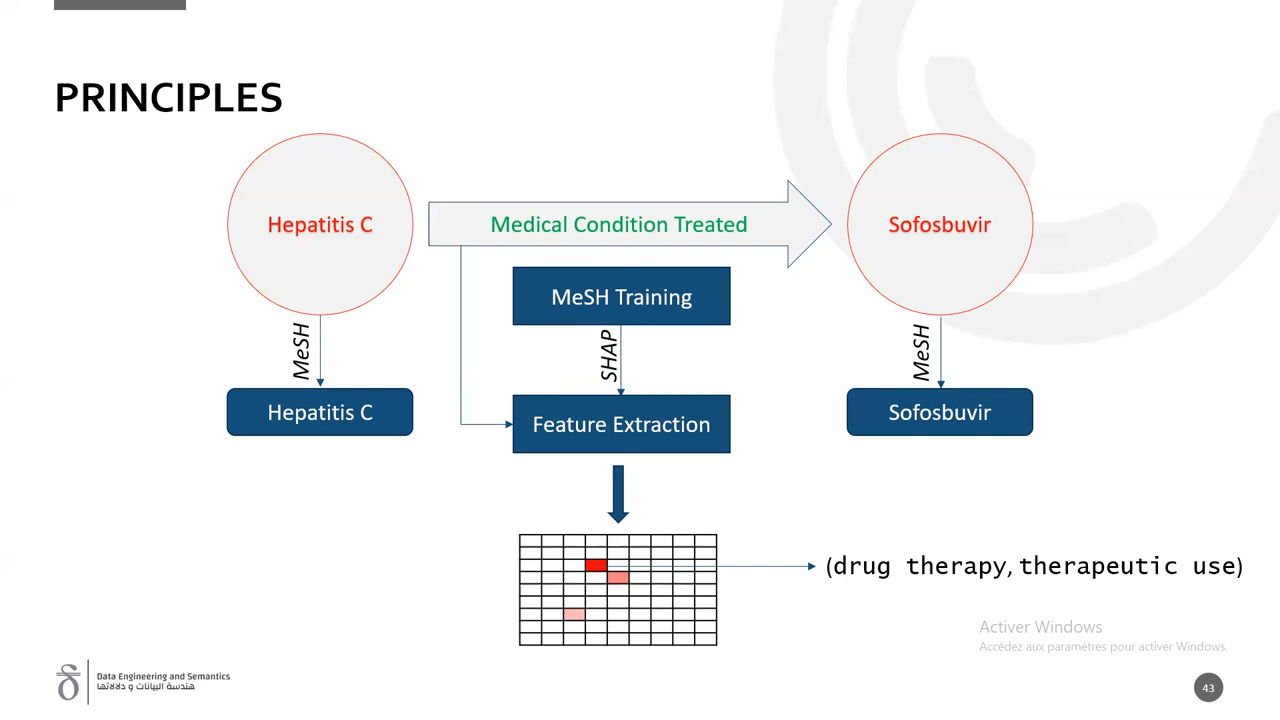 PRINCIPLES
Hepatitis C
Medical Condition Treated
Sofosbuvir
MeSH Training
MeSH
SHAP
MeSH
Hepatitis C
Feature Extraction
Sofosbuvir
(drug therapy, therapeutic use)
Activer Windows
Accédez aux paramètres pour activer Windows.
Data Engineering and Semantics
هندسة البيانات و دلالاتها
43